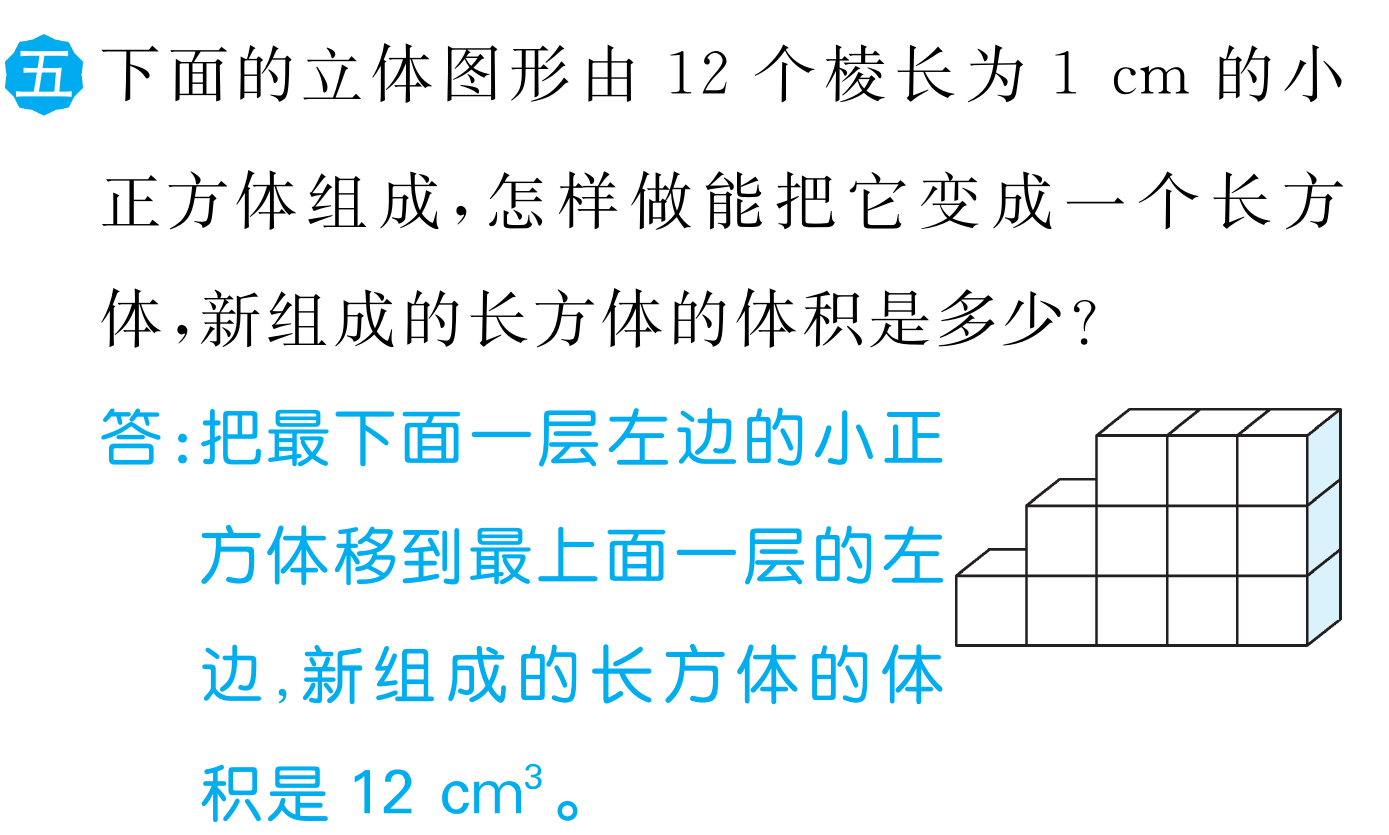 五 下面的立体图形由 12 个棱长为 1 cm 的小
正方体组成,怎样做能把它变成一个长方
体,新组成的长方体的体积是多少?
答:把最下面一层左边的小正
方体移到最上面一层的左
边,新组成的长方体的体
积是 12 cm³。